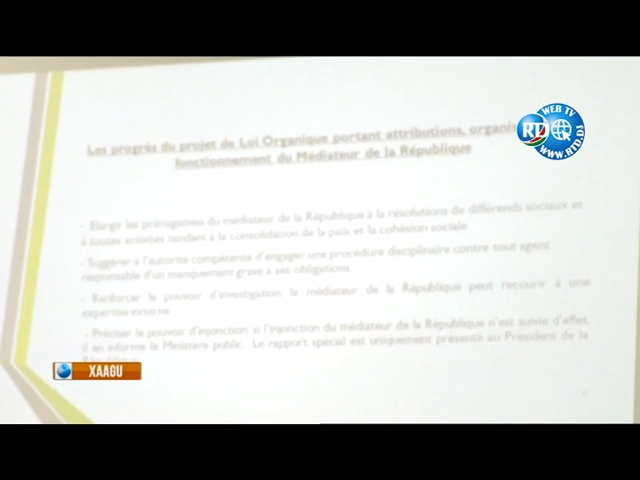 WEB TV
RTD
WWW.RTD.DJ
Les progrès du projet de Loi Organique portant attributions,
fonctionnement du Médiateur de la République
- Elargir les prérogatives du médiateur de la République à la résolutions de différends sociaux et
à toutes activités tendant à la consolidation de la paix et la cohésion sociale
- Suggérer à l'autorité compétente d'engager une procédure disciplinaire contre tout agent
responsable d'un manquement grave à ses obligations
- Renforcer le pouvoir d'investigation, le médiateur de la République peut recourir à une
expertise externe
- Préciser le pouvoir d'injonction si l'injonction du médiateur de la République n'est suivie d'effet,
il en informe le Ministère public. Le rapport spécial est uniquement présenté au Président de la
République
XAAGU